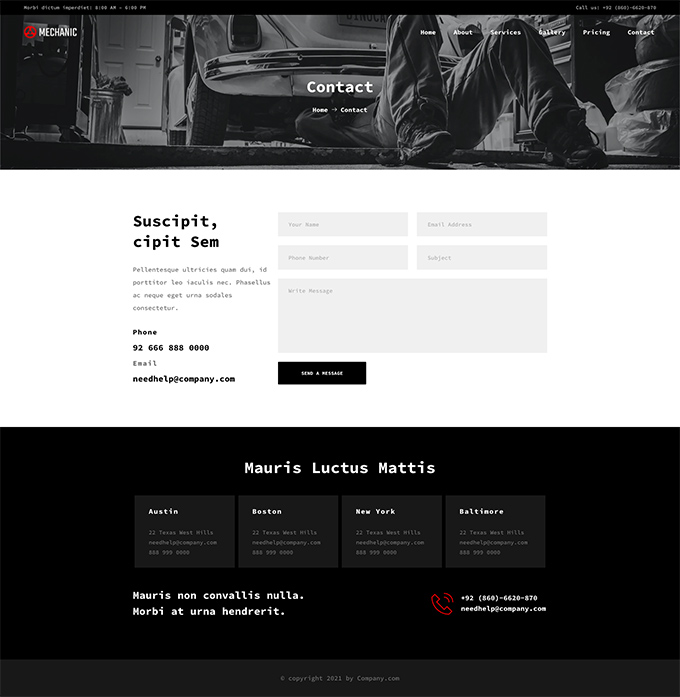 Morbi dictum imperdiet| 8:00 AM - 6:00 PM
Call us: +92 (860)-6620-870
MECHANIC
Home About Services Gallery Pricing Contact
Contact
Home → Contact
Suscipit,
cipit Sem
Pellentesque ultricies quam dui, id
porttitor leo iaculis nec. Phasellus
ac neque eget urna sodales
consectetur.
Phone
92 666 888 0000
Email
needhelp@company.com
Your Name
Email Address
Phone Number
Subject
Write Message
SEND A MESSAGE
Mauris Luctus Mattis
Austin
22 Texas West Hills
needhelp@company.com
888 999 0000
Boston
22 Texas West Hills
needhelp@company.com
888 999 0000
New York
22 Texas West Hills
needhelp@company.com
888 999 0000
Baltimore
22 Texas West Hills
needhelp@company.com
888 999 0000
Mauris non convallis nulla.
Morbi at urna hendrerit.
+92 (860)-6620-870
needhelp@company.com
© copyright 2021 by Company.com